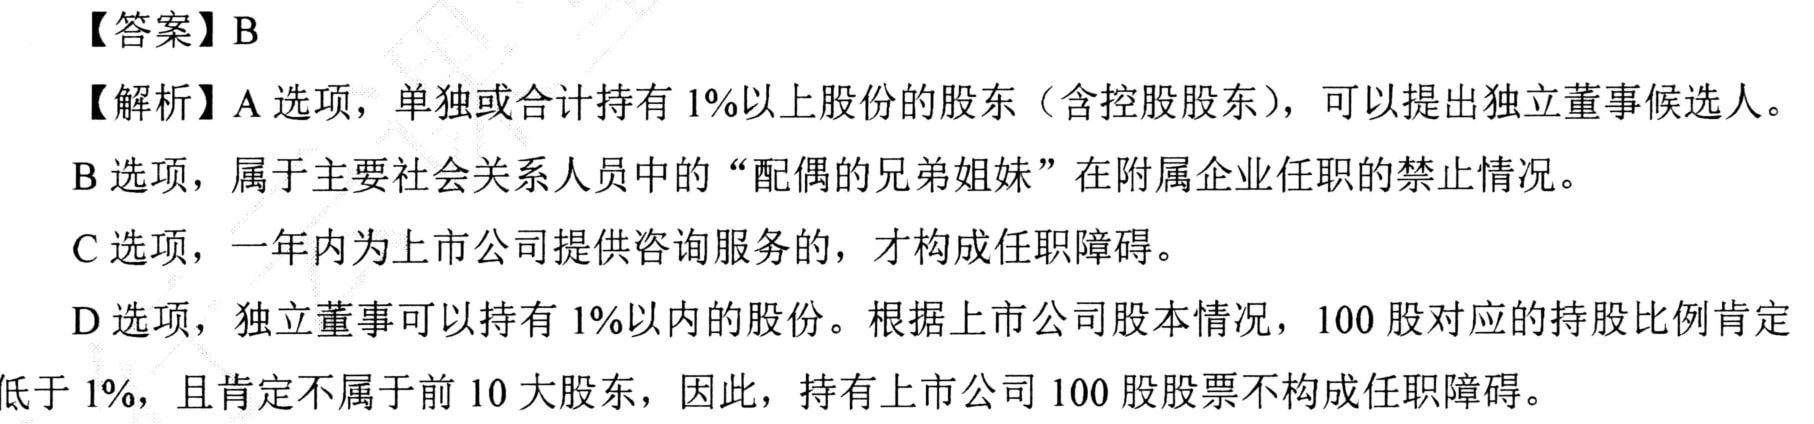 【答案】B
【解析】A 选项，单独或合计持有 1%以上股份的股东（含控股股东），可以提出独立董事候选人。
B 选项，属于主要社会关系人员中的“配偶的兄弟姐妹”在附属企业任职的禁止情况。
C 选项，一年内为上市公司提供咨询服务的，才构成任职障碍。
D 选项，独立董事可以持有 1%以内的股份。根据上市公司股本情况，100 股对应的持股比例肯定
低于 1%，且肯定不属于前 10 大股东，因此，持有上市公司 100 股股票不构成任职障碍。